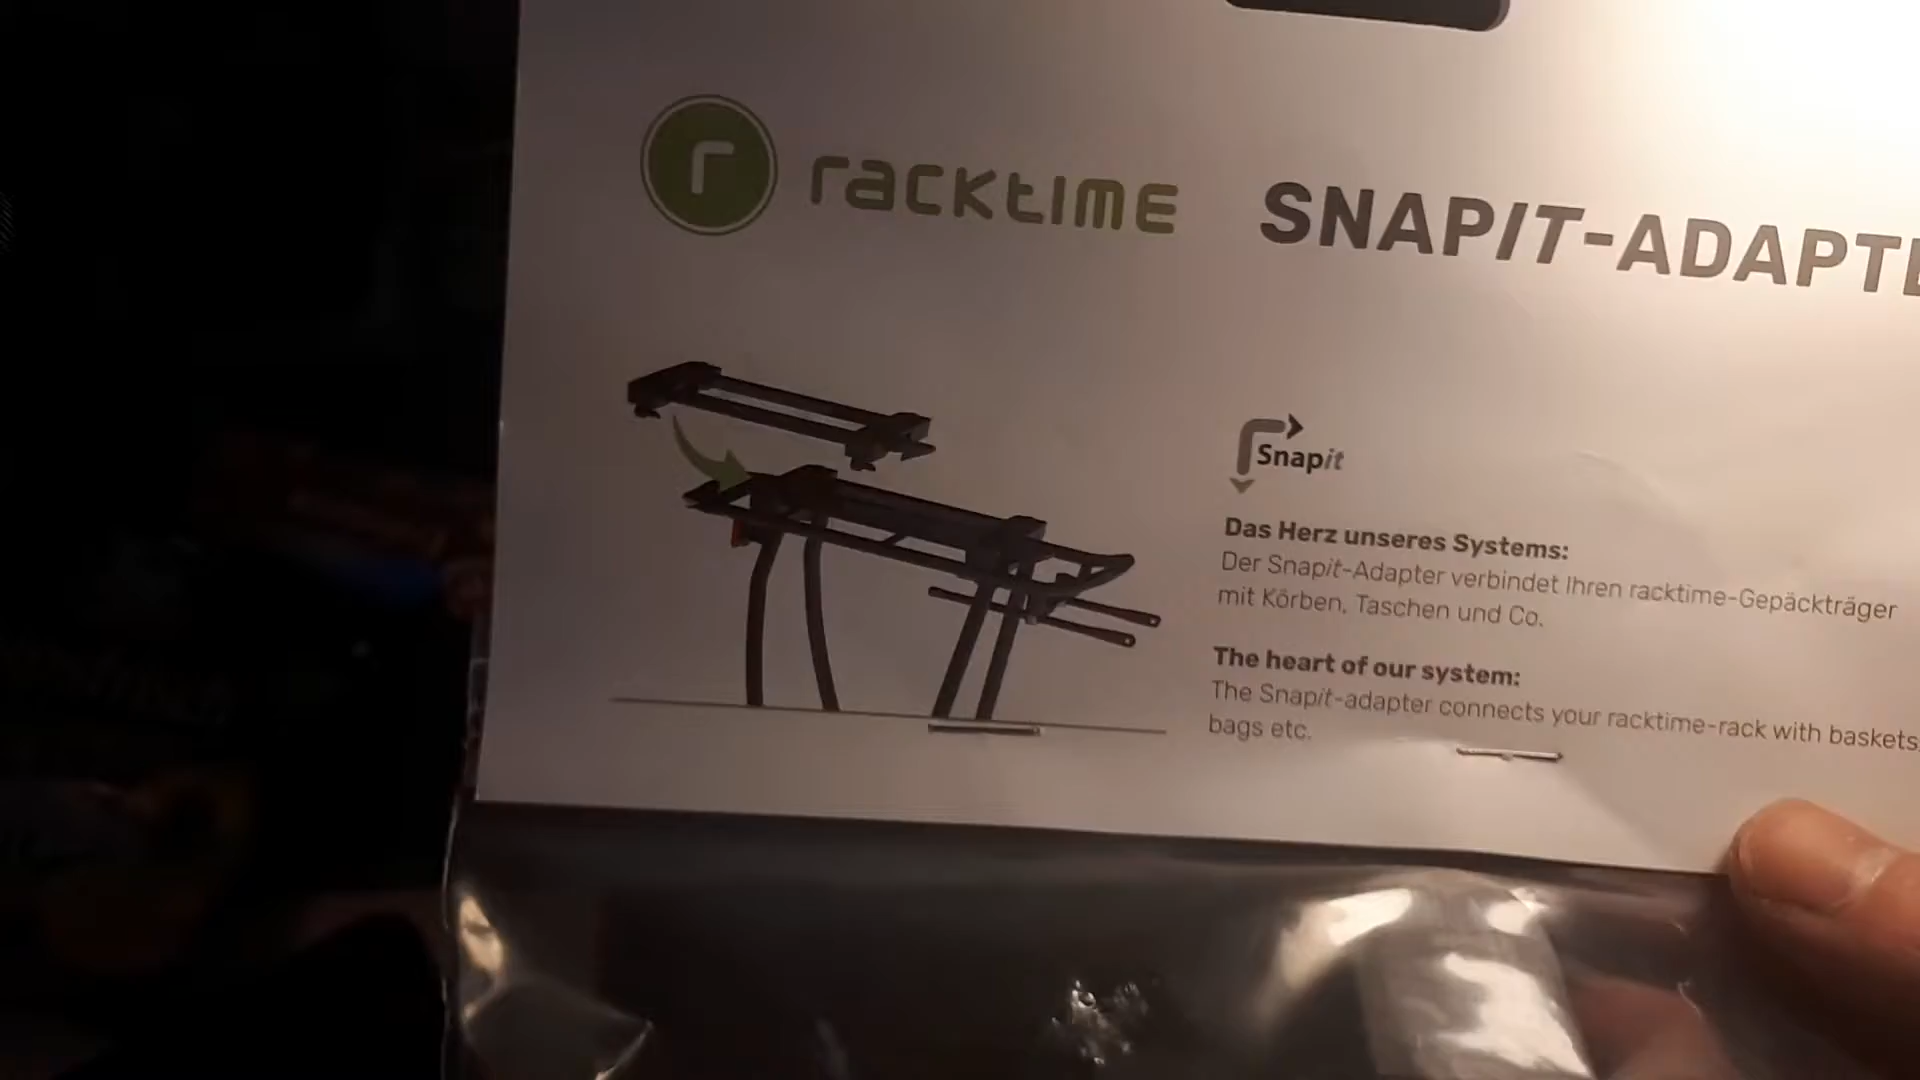 r racktime
SNAPIT-ADAPTE
Snapit
Das Herz unseres Systems:
Der Snapit-Adapter verbindet Ihren racktime-Gepäckträger
mit Körben, Taschen und Co.
The heart of our system:
The Snapit-adapter connects your racktime-rack with baskets,
bags etc.